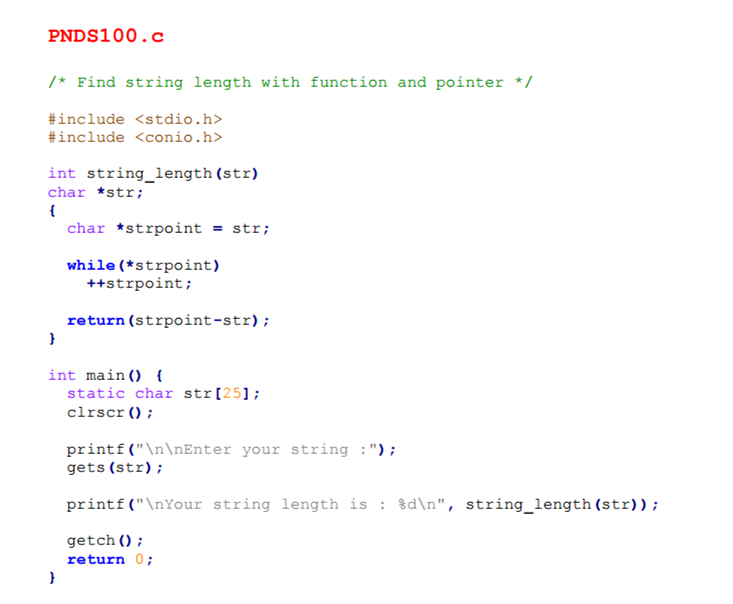 PNDS100.c
/* Find string length with function and pointer */
#include <stdio.h>
#include <conio.h>
int string_length(str)
char *str;
{
char *strpoint = str;
while(*strpoint)
++strpoint;
return(strpoint-str);
}
int main() {
static char str[25];
clrscr();
printf("\n\nEnter your string :");
gets(str);
printf("\nYour string length is : %d\n", string_length(str));
getch();
return 0;
}